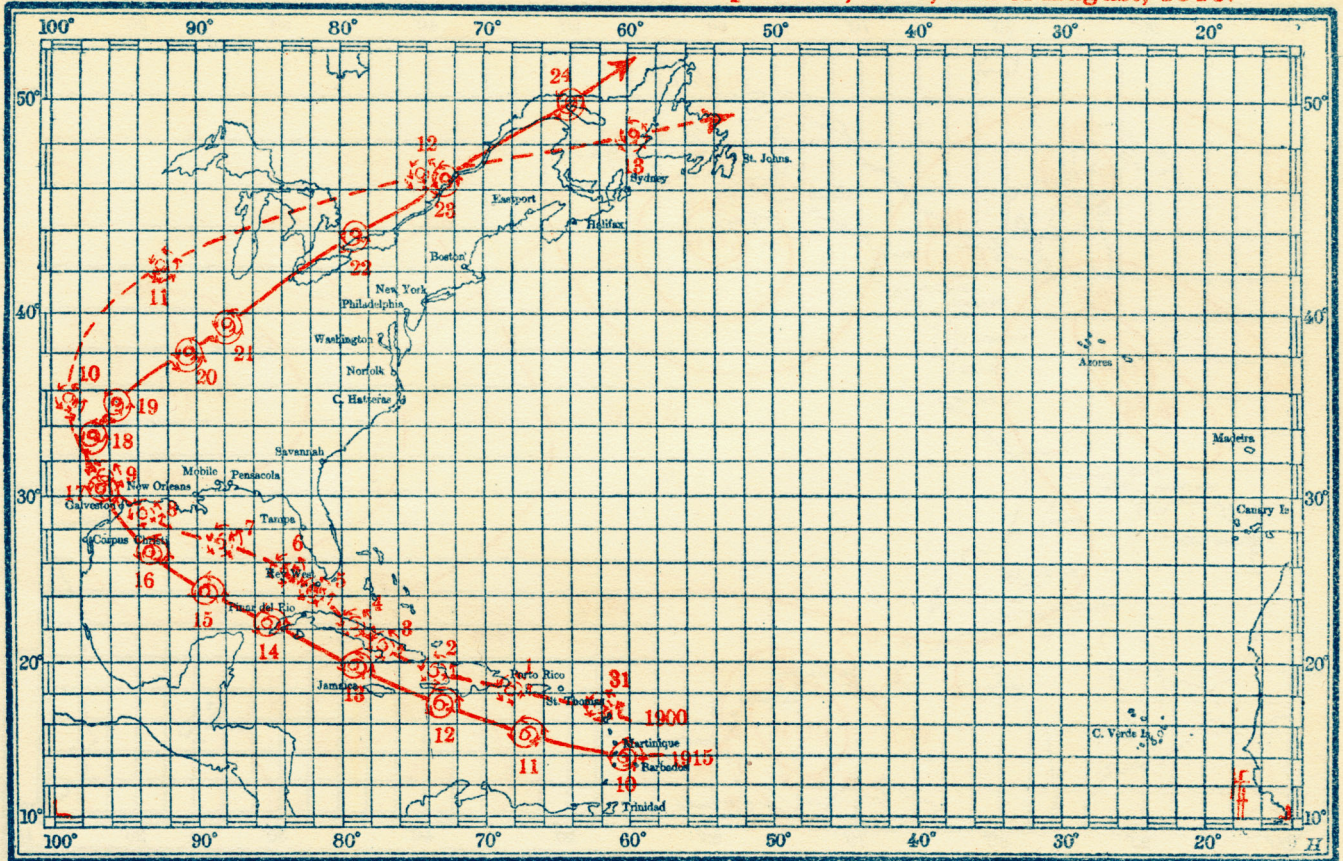 August, 1915.
100° 90° 80° 70° 60° 50° 40° 30° 20°
24
50° 50°
12
13
St. Johns.
Sydney
23
Eastport
Halifax
22
Boston
11
New York
Philadelphia
40° 40°
21
Washington
20
Azores
Norfolk
10
19
C. Hatteras
18
Madeira
Savannah
9
Mobile
Pensacola
17
New Orleans
30° 30°
Galveston
8
Canary Is
Tampa
7
Corpus Christi
6
16
Key West
5
15
Pinar del Rio
4
3
14
2
20° 20°
1
Porto Rico
31
Jamaica
13
St. Thomas
1900
12
C. Verde Is.
Martinique
11
1915
Barbados
10
Trinidad
10° 10°
100° 90° 80° 70° 60° 50° 40° 30° 20°
H